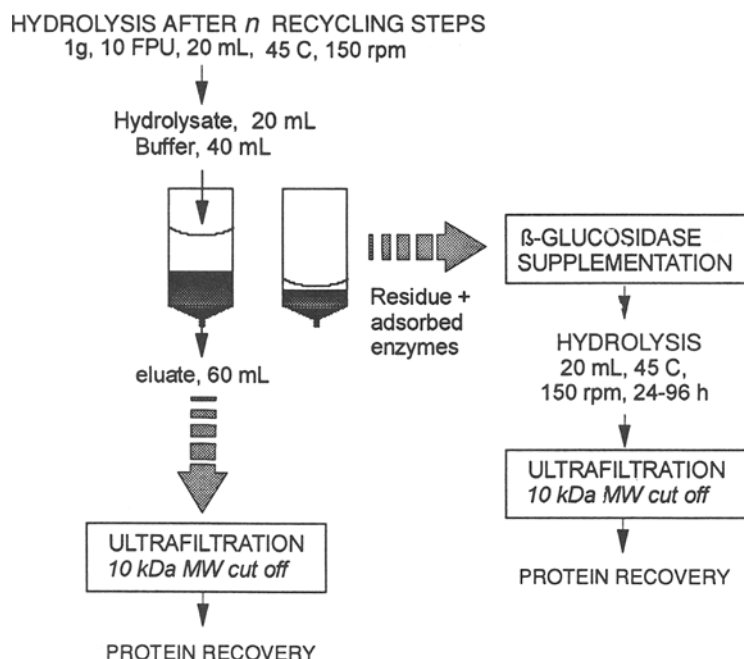 HYDROLYSIS AFTER n RECYCLING STEPS
1g, 10 FPU, 20 mL, 45 C, 150 rpm
Hydrolysate, 20 mL
Buffer, 40 mL
eluate, 60 mL
ULTRAFILTRATION
10 kDa MW cut off
PROTEIN RECOVERY
Residue +
adsorbed
enzymes
ß-GLUCOSIDASE
SUPPLEMENTATION
HYDROLYSIS
20 mL, 45 C,
150 rpm, 24-96 h
ULTRAFILTRATION
10 kDa MW cut off
PROTEIN RECOVERY